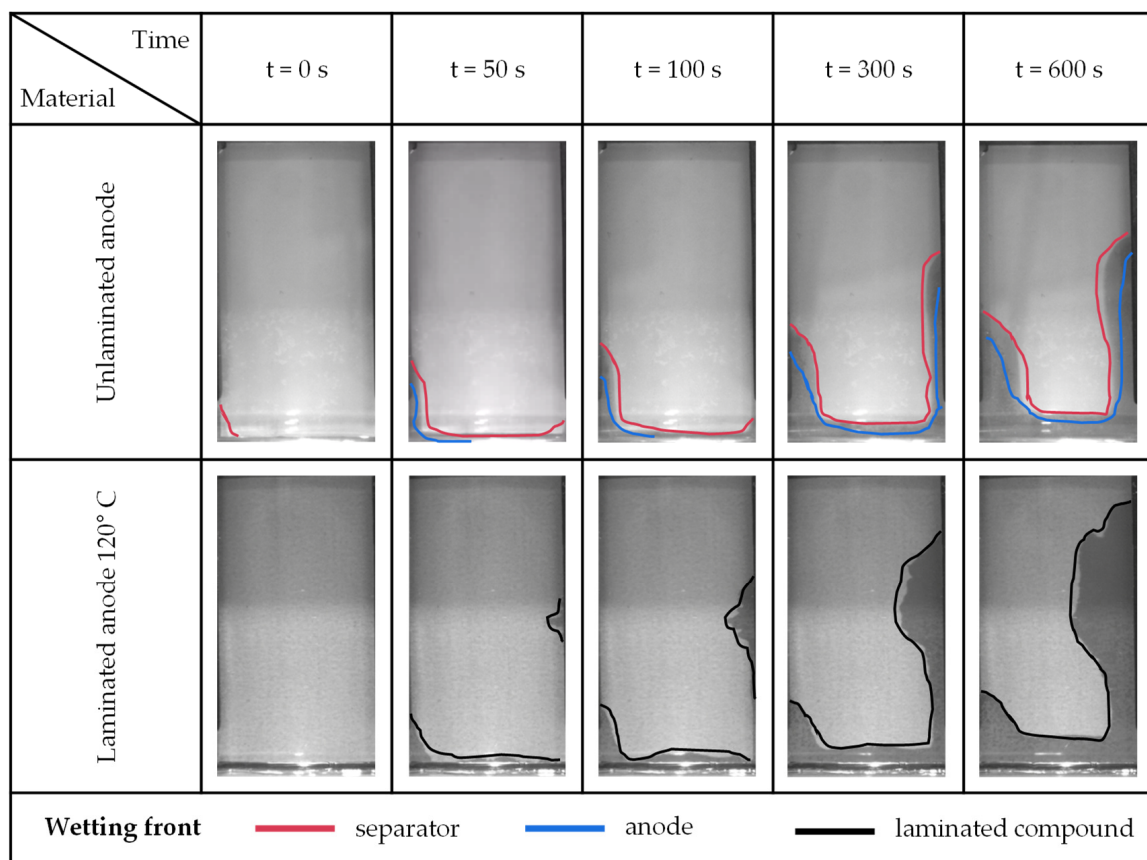 Time
Material
t = 0 s
t = 50 s
t = 100 s
t = 300 s
t = 600 s
Unlaminated anode
Laminated anode 120° C
Wetting front
separator
anode
laminated compound